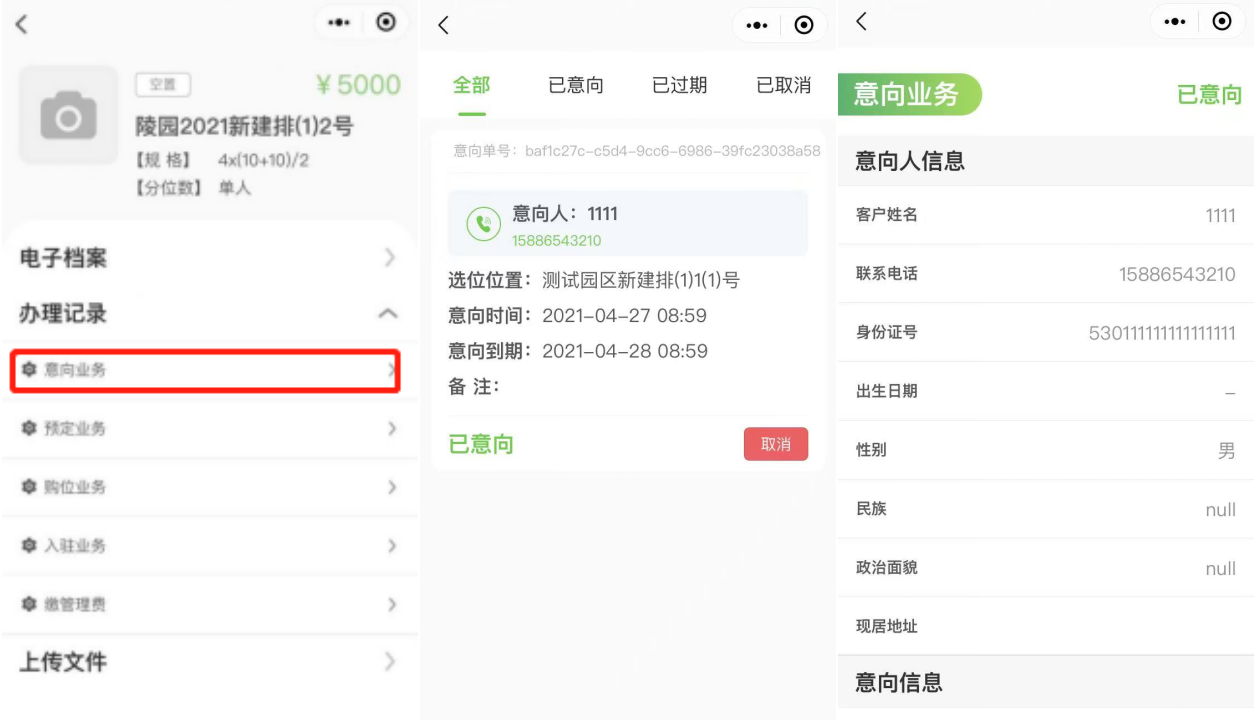 空置
¥5000
陵园2021新建排(1)2号
【规 格】 4x(10+10)/2
【分位数】 单人
电子档案
办理记录
意向业务
预定业务
购位业务
入驻业务
缴管理费
上传文件
全部 已意向 已过期 已取消
意向单号：baf1c27c-c5d4-9cc6-6986-39fc23038a58
意向人：1111
15886543210
选位位置：测试园区新建排(1)1(1)号
意向时间：2021-04-27 08:59
意向到期：2021-04-28 08:59
备 注：
已意向 取消
意向业务 已意向
意向人信息
客户姓名 1111
联系电话 15886543210
身份证号 530111111111111111
出生日期 -
性别 男
民族 null
政治面貌 null
现居地址
意向信息